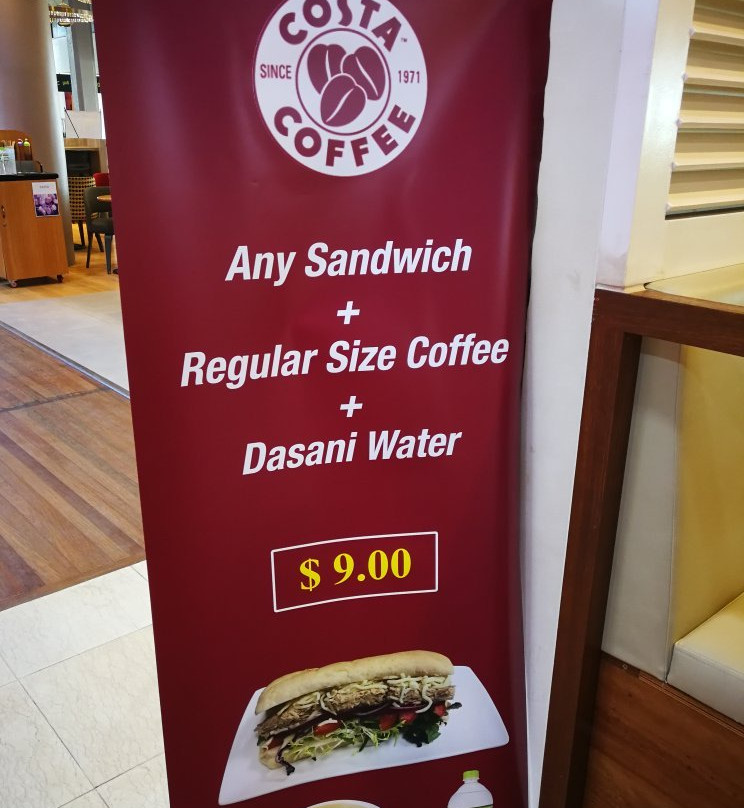 COSTA
SINCE 1971
COFFEE
Any Sandwich
+
Regular Size Coffee
+
Dasani Water
$ 9.00